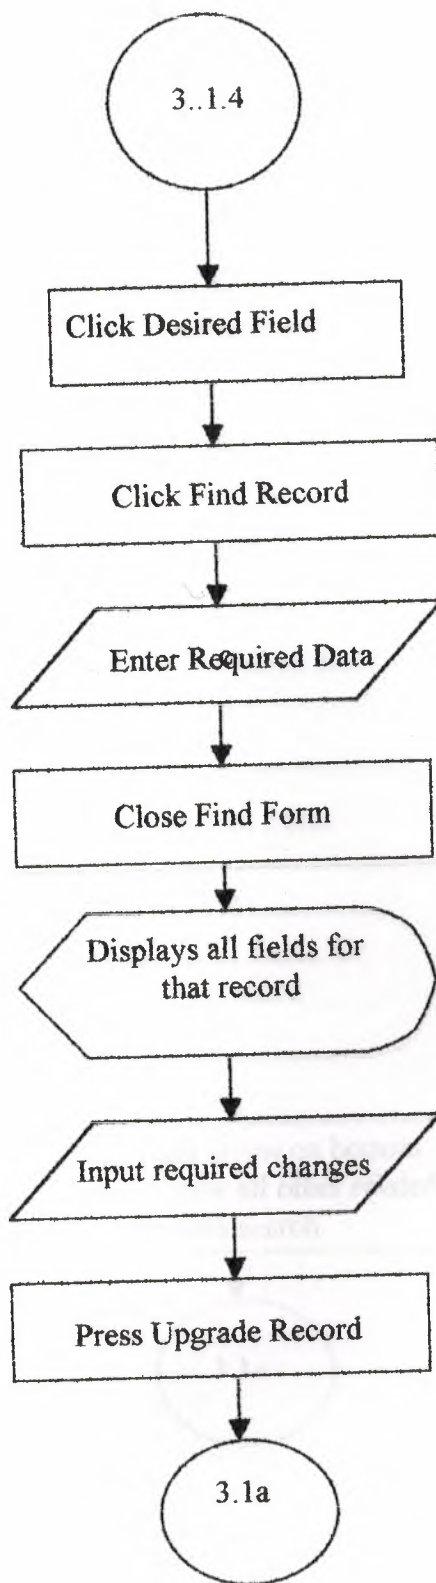 3..1.4
Click Desired Field
Click Find Record
Enter Required Data
Close Find Form
Displays all fields for
that record
Input required changes
Press Upgrade Record
3.1a